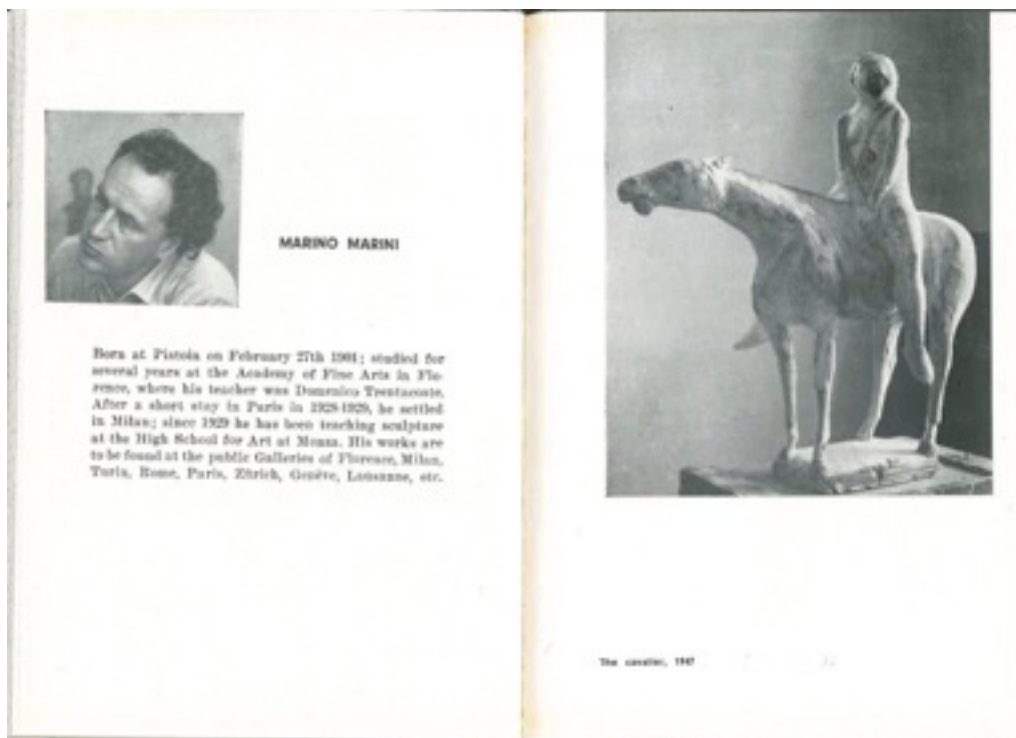 MARINO MARINI
Born at Pistoia on February 27th 1901; studied for
several years at the Academy of Fine Arts in Flo-
rence, where his teacher was Domenico Trentacoste.
After a short stay in Paris in 1928-1929, he settled
in Milan; since 1929 he has been teaching sculpture
at the High School for Art at Monza. His works are
to be found at the public Galleries of Florence, Milan,
Turin, Rome, Paris, Zürich, Genève, Lausanne, etc.
The cavalier, 1947